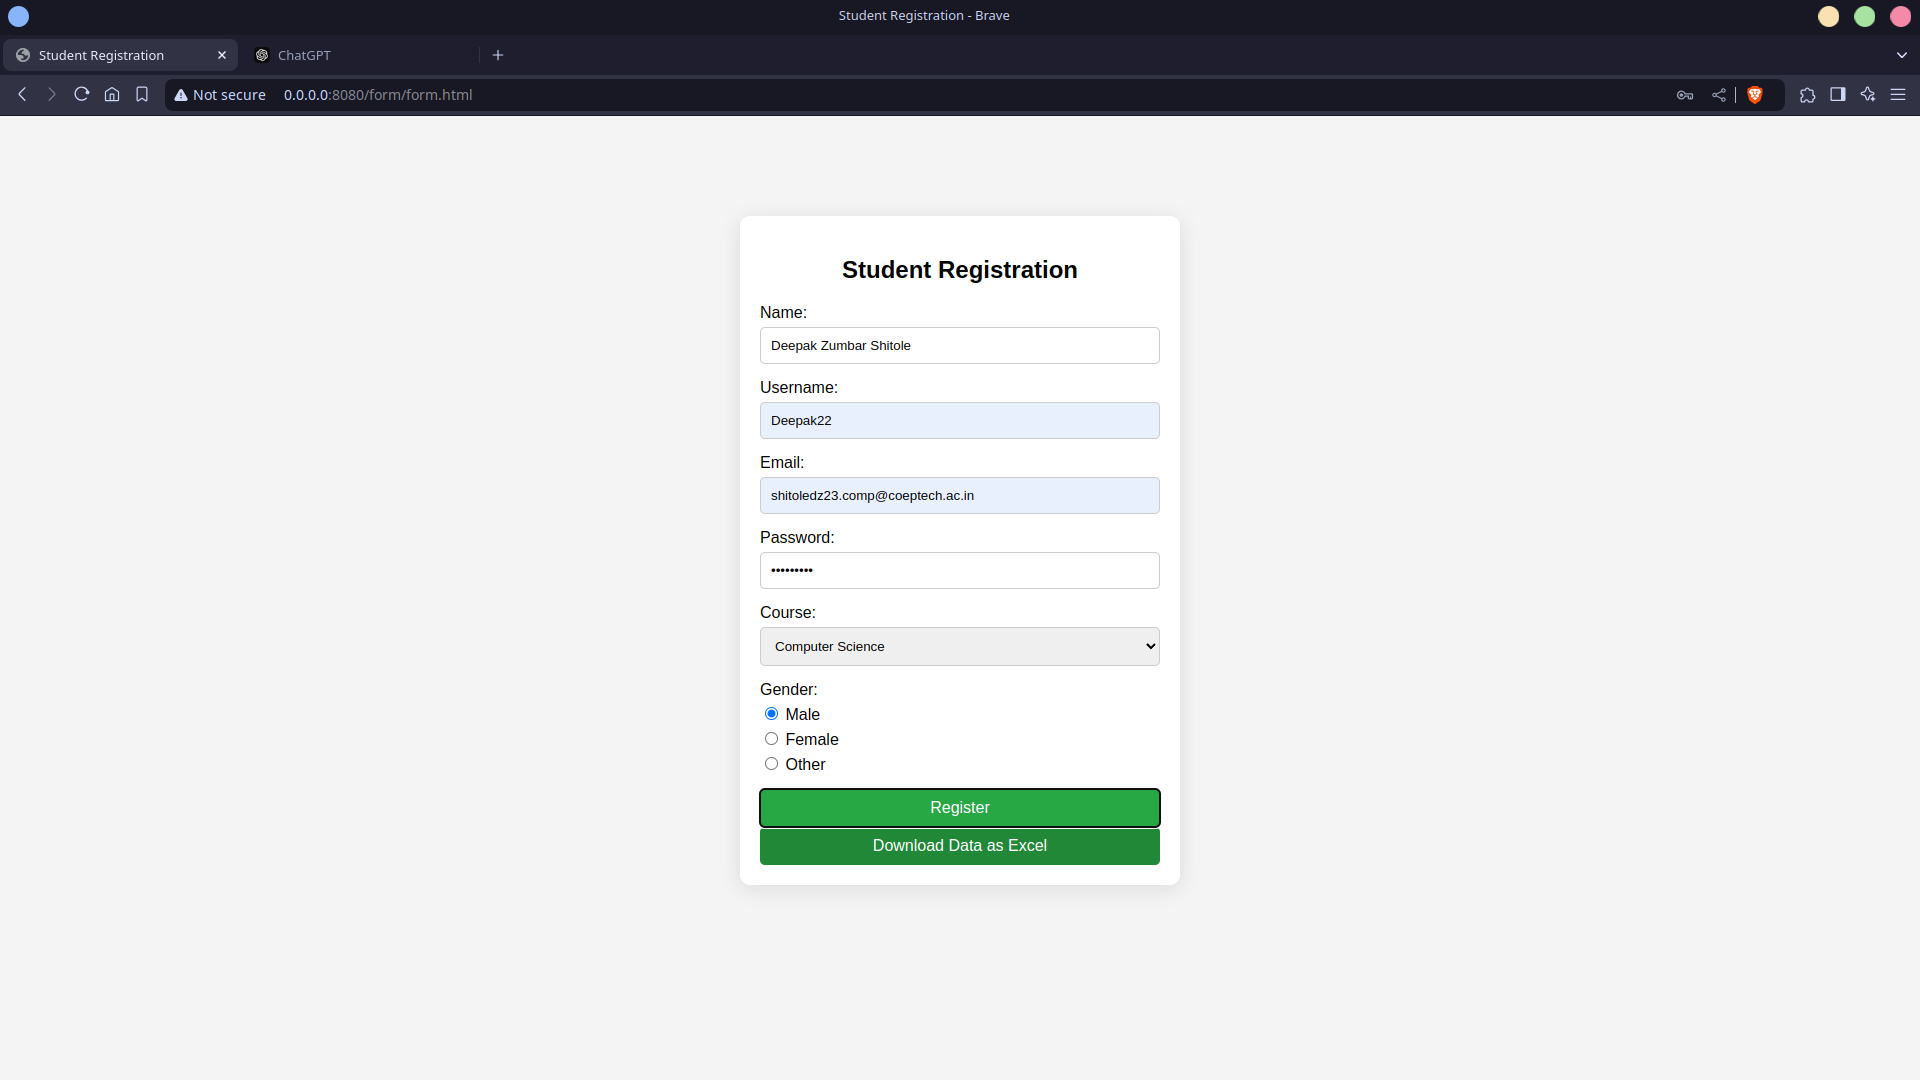 Student Registration - Brave
Student Registration
ChatGPT
Not secure
0.0.0.0:8080/form/form.html
Student Registration
Name:
Deepak Zumbar Shitole
Username:
Deepak22
Email:
shitoledz23.comp@coeptech.ac.in
Password:
•••••••••
Course:
Computer Science
Gender:
Male
Female
Other
Register
Download Data as Excel